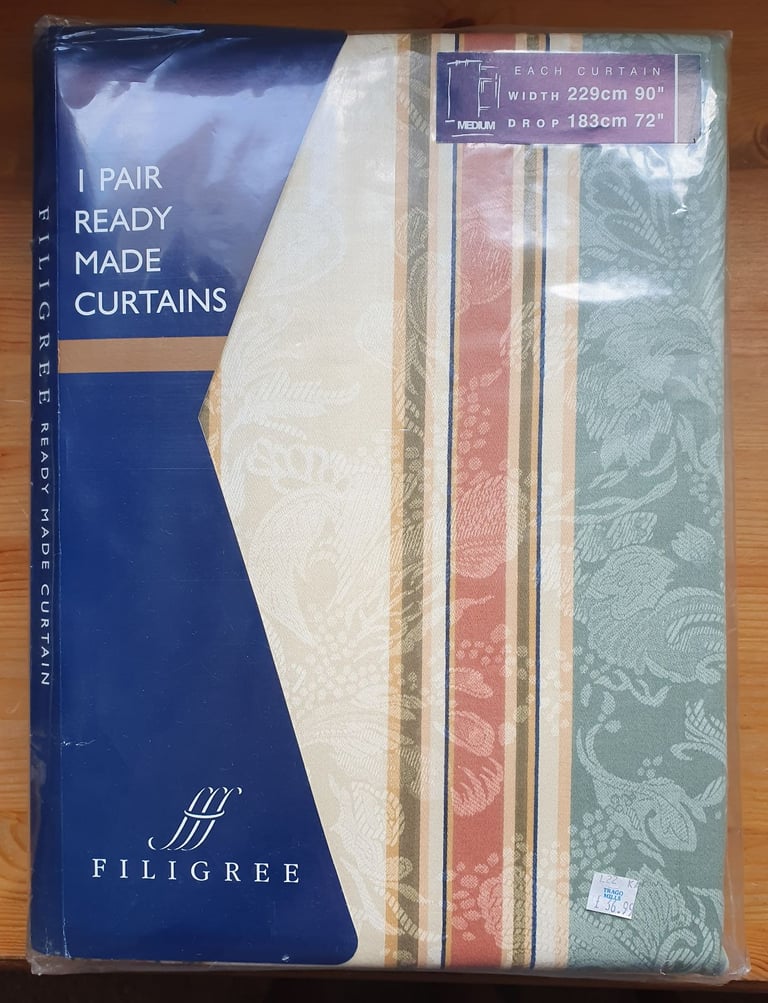 1 PAIR
READY
MADE
CURTAINS
FILIGREE READY MADE CURTAIN
FILIGREE
EACH CURTAIN
WIDTH 229cm 90"
DROP 183cm 72"
MEDIUM
TRAGO
MILLS
£36.99